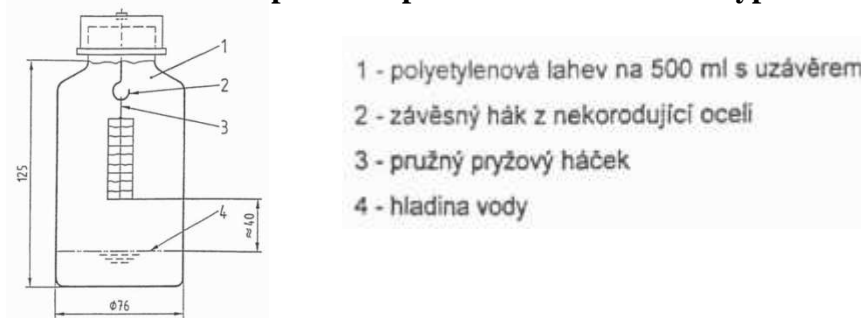 1
2
3
4
125
≈40
φ76
1 - polyetylenová lahev na 500 ml s uzávěrem
2 - závěsný hák z nekorodující oceli
3 - pružný pryžový háček
4 - hladina vody